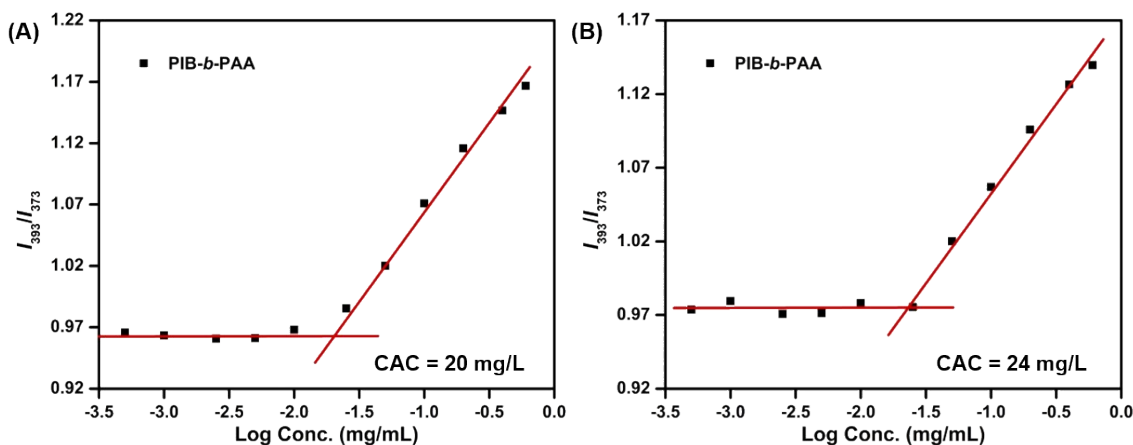 (A)
1.22
1.17
1.12
1.07
1.02
0.97
0.92
I393/I373
PIB-b-PAA
CAC = 20 mg/L
-3.5 -3.0 -2.5 -2.0 -1.5 -1.0 -0.5 0.0
Log Conc. (mg/mL)
(B)
1.17
1.12
1.07
1.02
0.97
0.92
I393/I373
PIB-b-PAA
CAC = 24 mg/L
-3.5 -3.0 -2.5 -2.0 -1.5 -1.0 -0.5 0.0
Log Conc. (mg/mL)